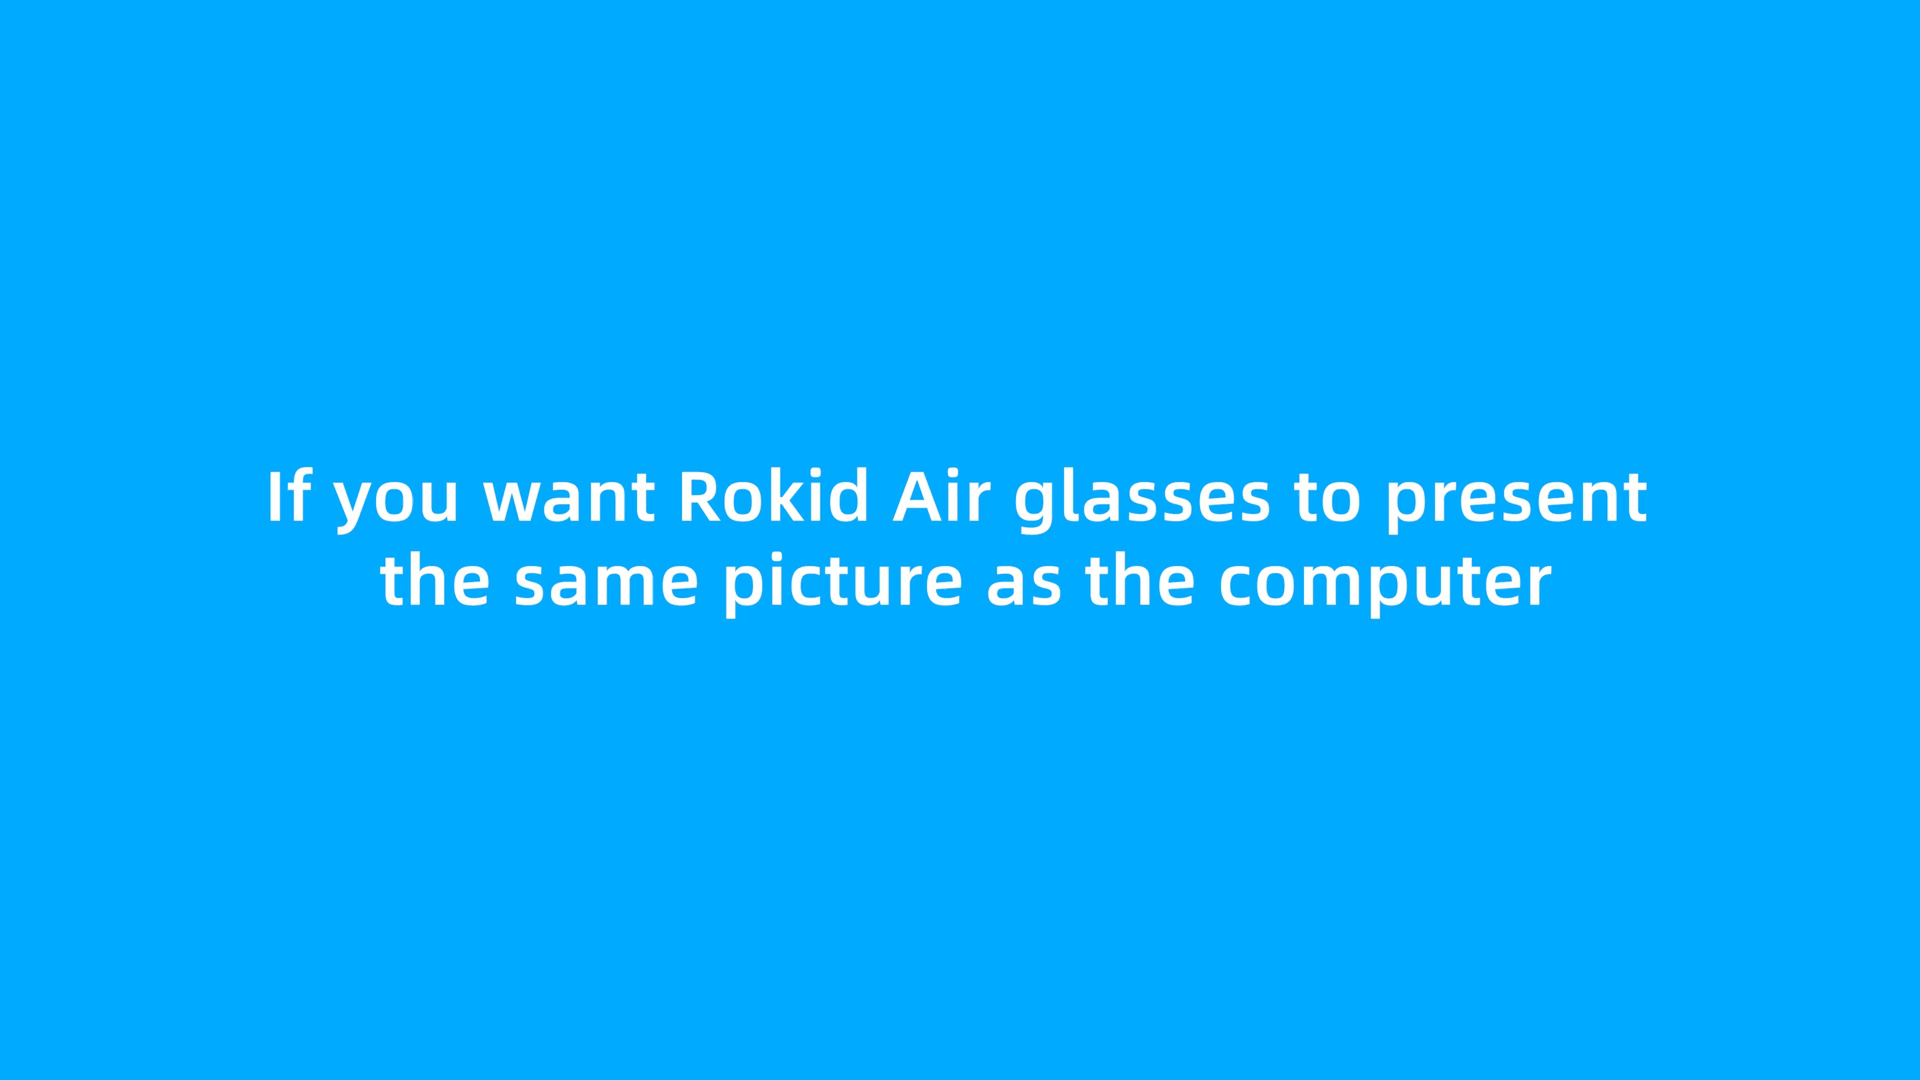 If you want Rokid Air glasses to present
the same picture as the computer